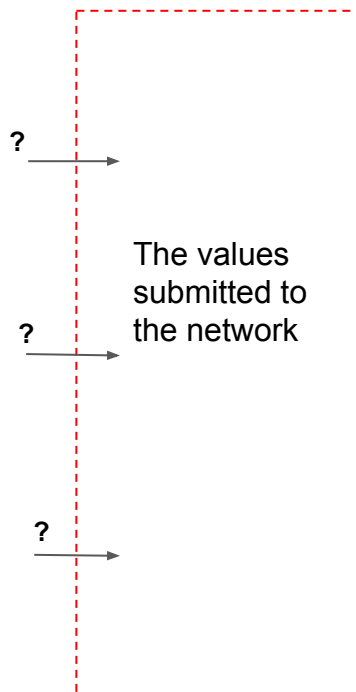 ?
The values
submitted to
the network
?
?